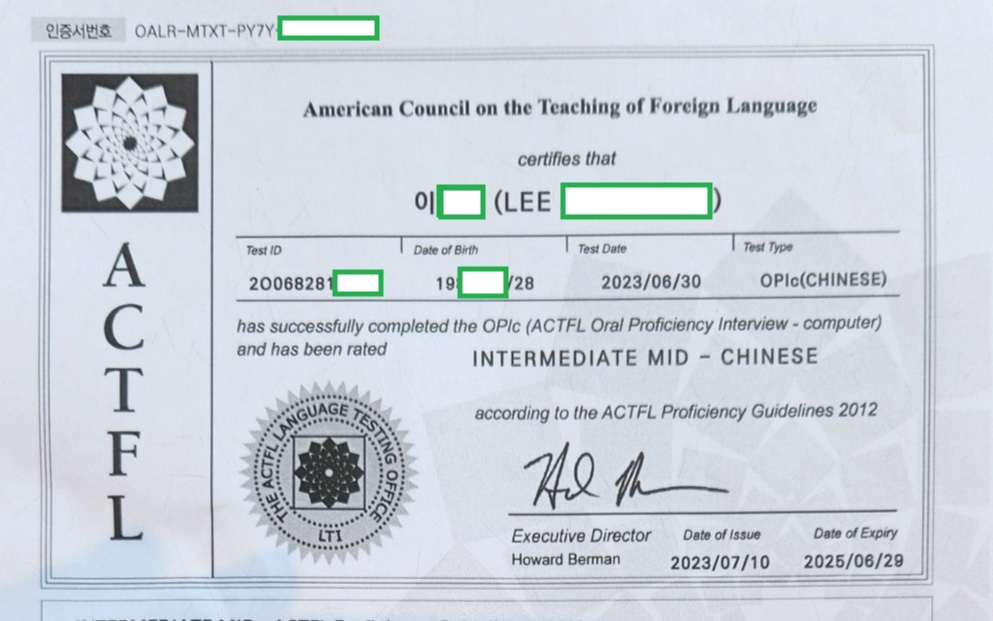 인증서번호 OALR-MTXT-PY7Y-
American Council on the Teaching of Foreign Language
certifies that
이 (LEE )
Test ID Date of Birth Test Date Test Type
20068281 19 /28 2023/06/30 OPIc(CHINESE)
has successfully completed the OPIc (ACTFL Oral Proficiency Interview - computer)
and has been rated INTERMEDIATE MID - CHINESE
according to the ACTFL Proficiency Guidelines 2012
ACTFL
THE ACTFL LANGUAGE TESTING OFFICE
LTI
Executive Director Date of Issue Date of Expiry
Howard Berman 2023/07/10 2025/06/29